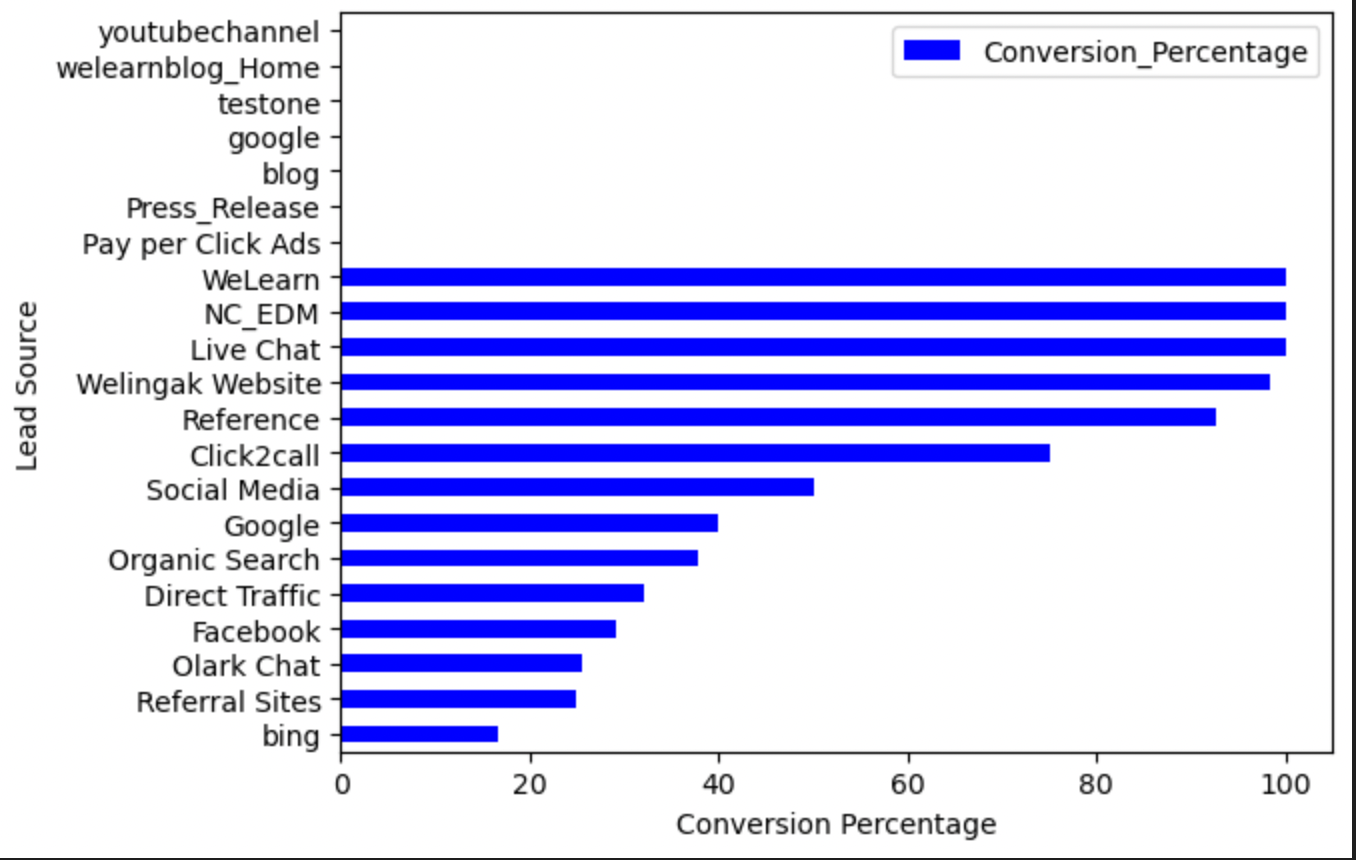 youtubechannel
welearnblog_Home
testone
google
blog
Press_Release
Pay per Click Ads
WeLearn
NC_EDM
Live Chat
Welingak Website
Reference
Click2call
Social Media
Google
Organic Search
Direct Traffic
Facebook
Olark Chat
Referral Sites
bing
Lead Source
Conversion_Percentage
0 20 40 60 80 100
Conversion Percentage